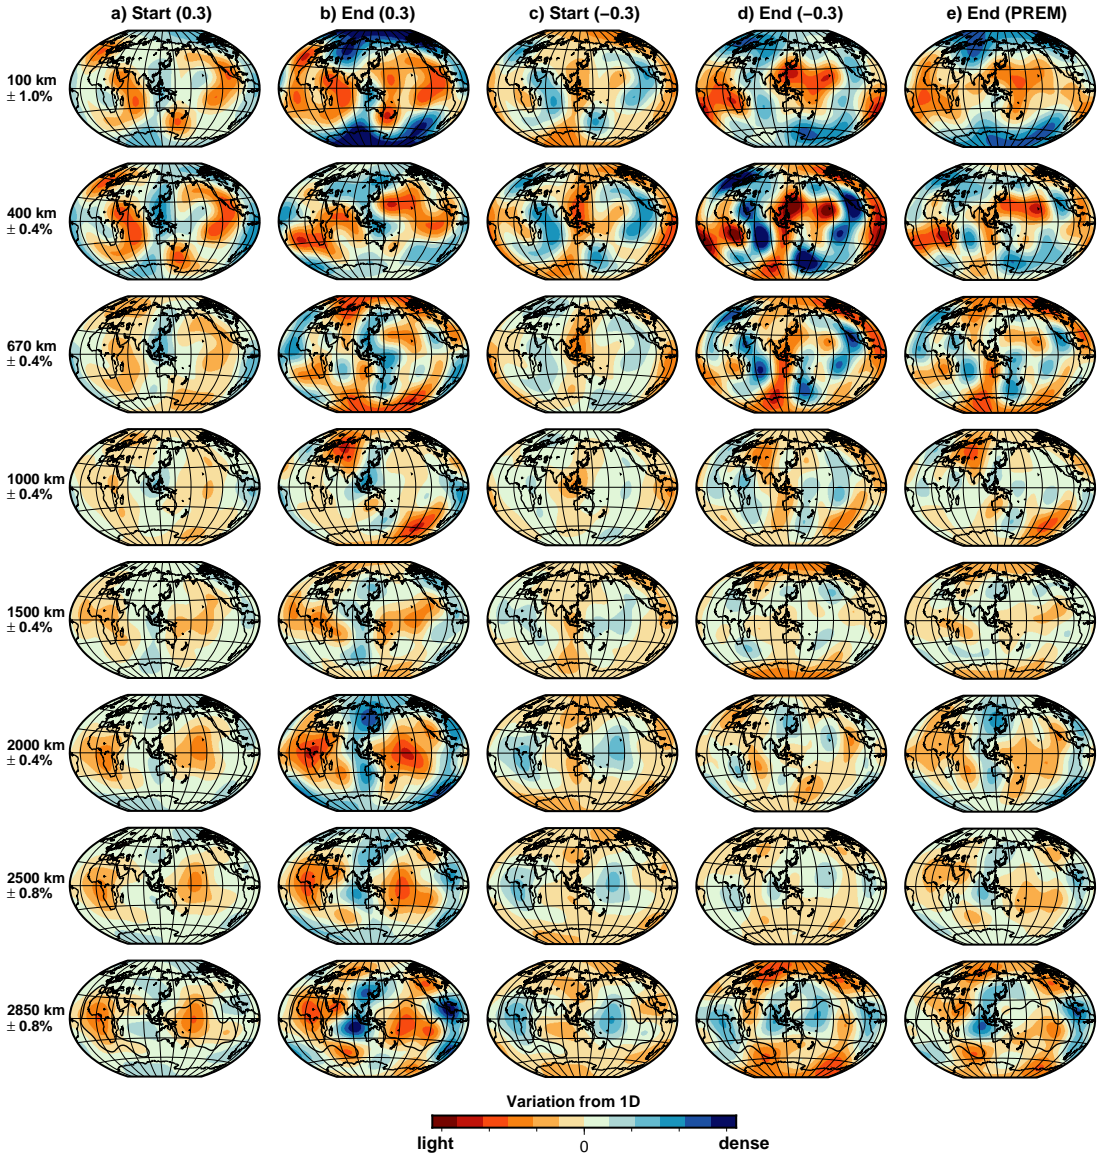 a) Start (0.3) b) End (0.3) c) Start (−0.3) d) End (−0.3) e) End (PREM)
100 km
± 1.0%
400 km
± 0.4%
670 km
± 0.4%
1000 km
± 0.4%
1500 km
± 0.4%
2000 km
± 0.4%
2500 km
± 0.8%
2850 km
± 0.8%
Variation from 1D
light 0 dense